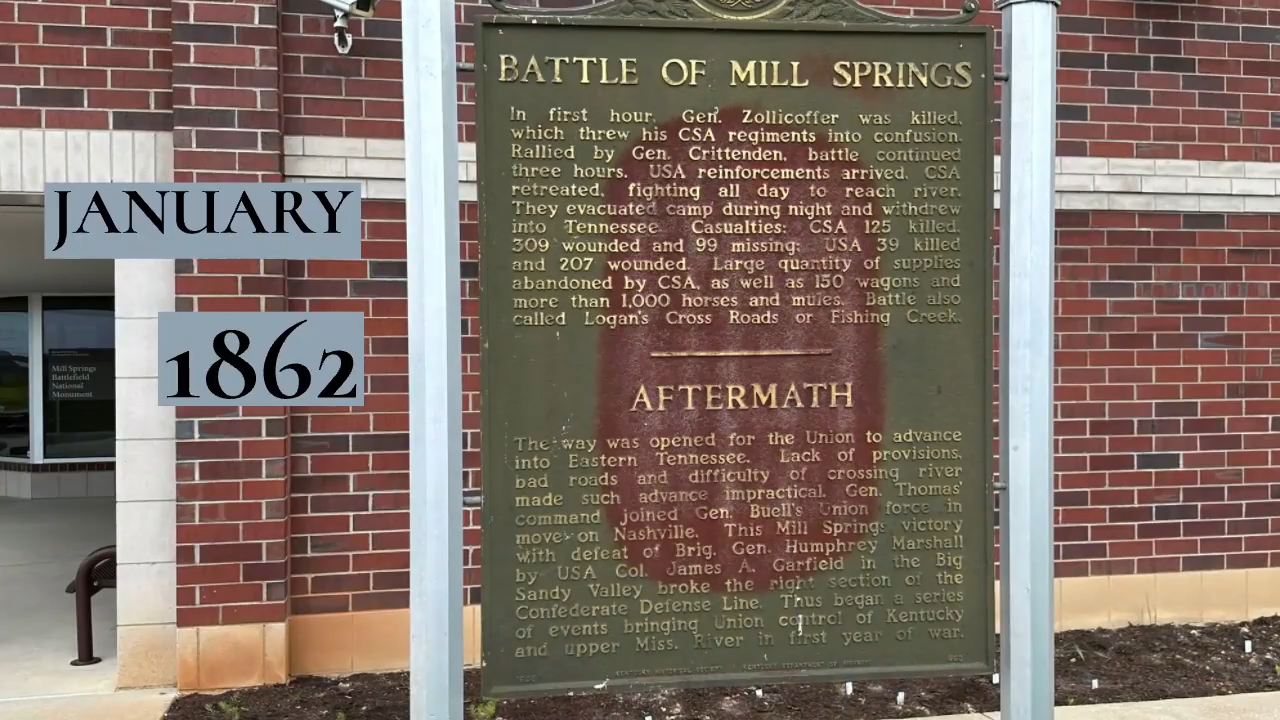 JANUARY
1862
Mill Springs
Battlefield
National
Monument
BATTLE OF MILL SPRINGS
In first hour, Gen. Zollicoffer was killed,
which threw his CSA regiments into confusion.
Rallied by Gen. Crittenden, battle continued
three hours. USA reinforcements arrived. CSA
retreated, fighting all day to reach river.
They evacuated camp during night and withdrew
into Tennessee. Casualties: CSA 125 killed,
309 wounded and 99 missing; USA 39 killed
and 207 wounded. Large quantity of supplies
abandoned by CSA, as well as 150 wagons and
more than 1,000 horses and mules. Battle also
called Logan's Cross Roads or Fishing Creek.
AFTERMATH
The way was opened for the Union to advance
into Eastern Tennessee. Lack of provisions,
bad roads and difficulty of crossing river
made such advance impractical. Gen. Thomas'
command joined Gen. Buell's Union force in
move on Nashville. This Mill Springs victory
with defeat of Brig. Gen. Humphrey Marshall
by USA Col. James A. Garfield in the Big
Sandy Valley broke the right section of the
Confederate Defense Line. Thus began a series
of events bringing Union control of Kentucky
and upper Miss. River in first year of war.
KENTUCKY HISTORICAL SOCIETY KENTUCKY DEPARTMENT OF HIGHWAYS